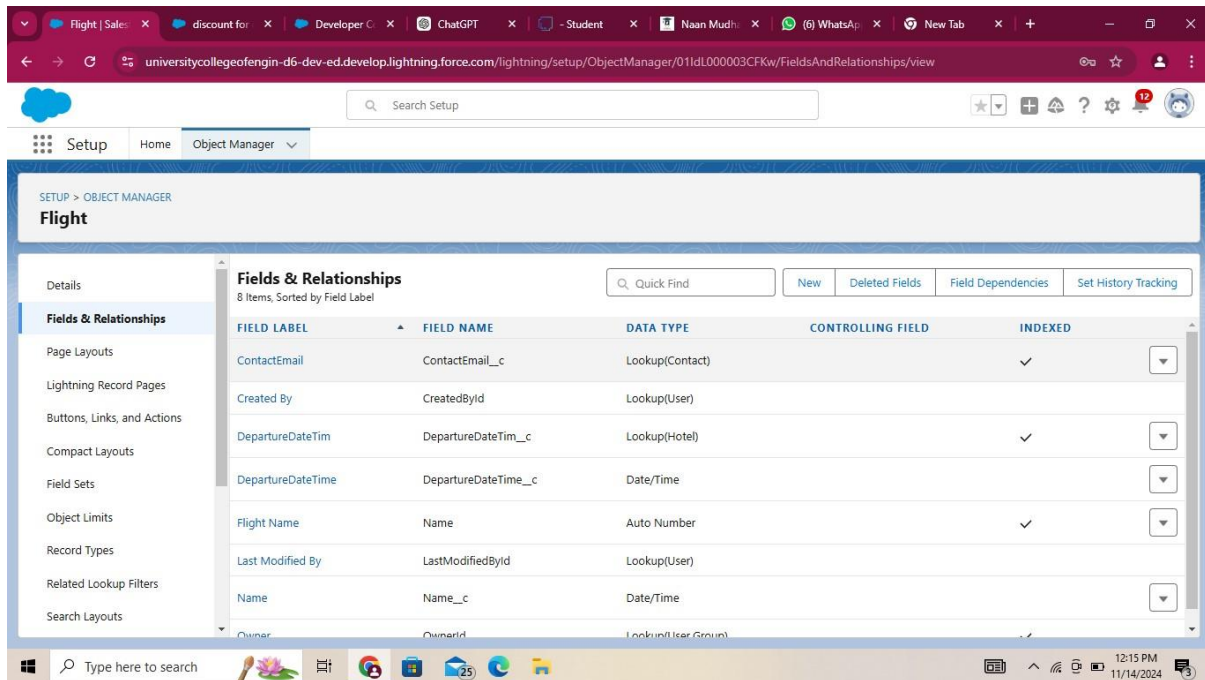 Flight | Sales
discount for
Developer C
ChatGPT
- Student
Naan Mudh
(6) WhatsAp
New Tab
universitycollegeofengin-d6-dev-ed.develop.lightning.force.com/lightning/setup/ObjectManager/01IdL000003CFKw/FieldsAndRelationships/view
Search Setup
12
Setup Home Object Manager
SETUP > OBJECT MANAGER
Flight
Details
Fields & Relationships
Page Layouts
Lightning Record Pages
Buttons, Links, and Actions
Compact Layouts
Field Sets
Object Limits
Record Types
Related Lookup Filters
Search Layouts
Fields & Relationships
8 Items, Sorted by Field Label
Quick Find
New Deleted Fields Field Dependencies Set History Tracking
FIELD LABEL FIELD NAME DATA TYPE CONTROLLING FIELD INDEXED
ContactEmail ContactEmail__c Lookup(Contact)
Created By CreatedById Lookup(User)
DepartureDateTim DepartureDateTim__c Lookup(Hotel)
DepartureDateTime DepartureDateTime__c Date/Time
Flight Name Name Auto Number
Last Modified By LastModifiedById Lookup(User)
Name Name__c Date/Time
Owner OwnerId Lookup(User Group)
Type here to search
25
12:15 PM
11/14/2024
3